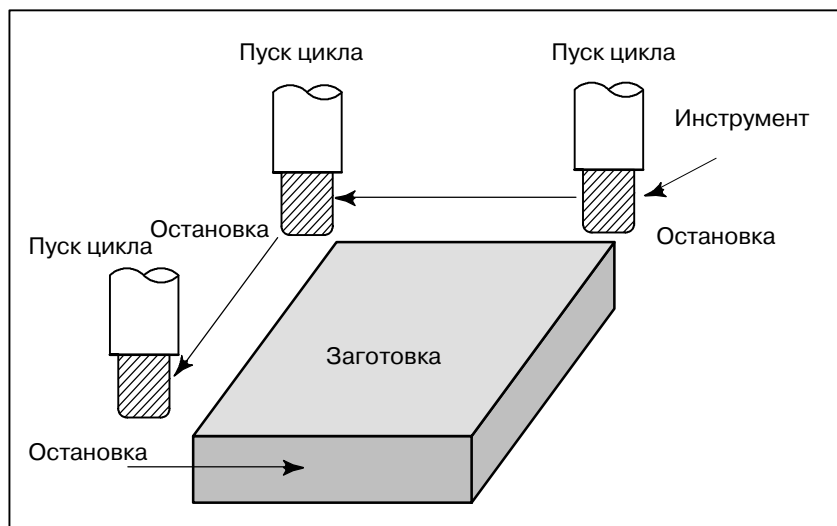 Пуск цикла
Пуск цикла
Инструмент
Остановка
Остановка
Пуск цикла
Заготовка
Остановка